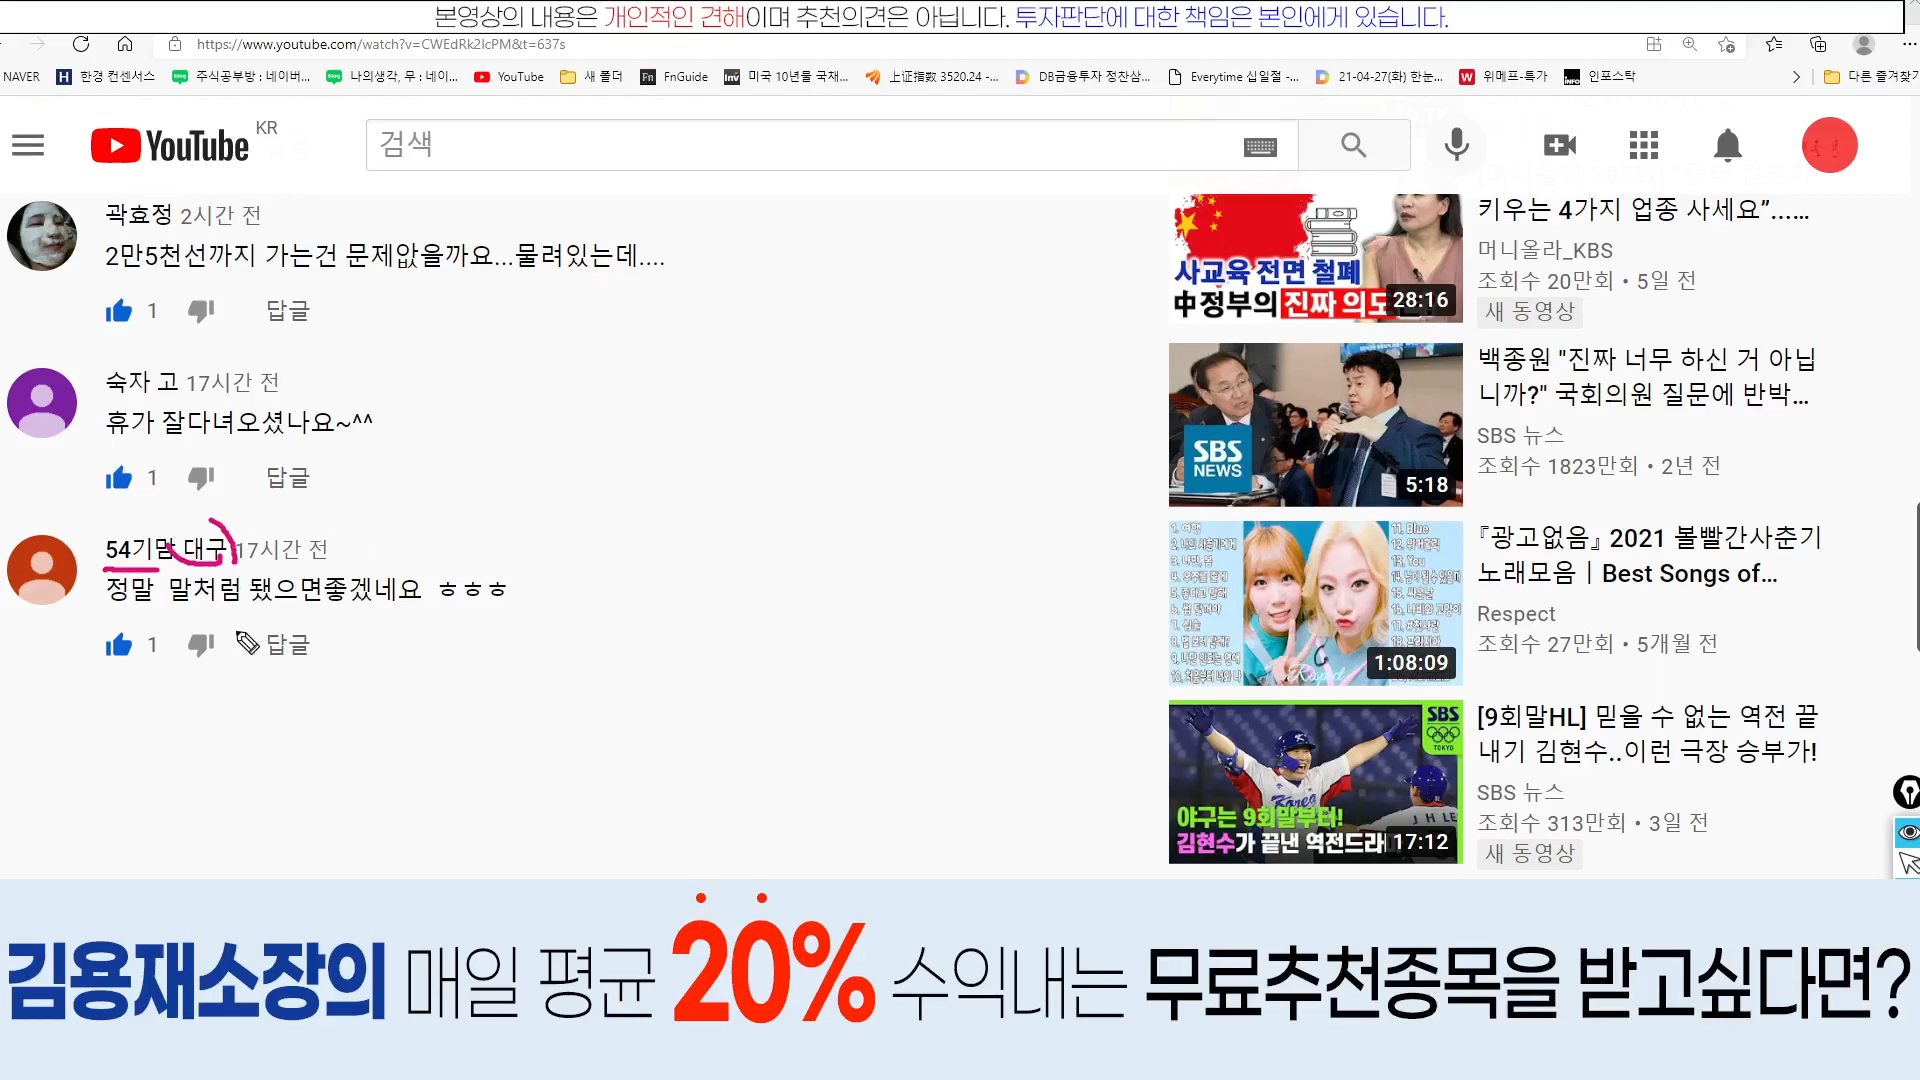 본영상의 내용은 개인적인 견해이며 추천의견은 아닙니다. 투자판단에 대한 책임은 본인에게 있습니다.
https://www.youtube.com/watch?v=CWEdRk2lcPM&t=637s
NAVER 한경 컨센서스 주식공부방 : 네이버... 나의생각, 무 : 네이... YouTube 새 폴더 FnGuide 미국 10년물 국채... 上证指数 3520.24 -... DB금융투자 정찬삼... Everytime 십일절 -... 21-04-27(화) 한눈... 위메프-특가 인포스탁 다른 즐겨찾기
YouTube KR
검색
곽효정 2시간 전
2만5천선까지 가는건 문제없을까요...물려있는데....
1 답글
숙자 고 17시간 전
휴가 잘다녀오셨나요~^^
1 답글
54기맘 대구 17시간 전
정말 말처럼 됐으면좋겠네요 ㅎㅎㅎ
1 답글
사교육 전면 철폐
中정부의 진짜 의도
28:16
키우는 4가지 업종 사세요”...…
머니올라_KBS
조회수 20만회 • 5일 전
새 동영상
SBS
NEWS
5:18
백종원 "진짜 너무 하신 거 아닙
니까?" 국회의원 질문에 반박...
SBS 뉴스
조회수 1823만회 • 2년 전
1. 여행
11. Blue
13. You
Respect
1:08:09
『광고없음』 2021 볼빨간사춘기
노래모음 | Best Songs of...
Respect
조회수 27만회 • 5개월 전
SBS
TOKYO
Korea
야구는 9회말부터!
김현수가 끝낸 역전드라
17:12
[9회말HL] 믿을 수 없는 역전 끝
내기 김현수..이런 극장 승부가!
SBS 뉴스
조회수 313만회 • 3일 전
새 동영상
김용재소장의 매일 평균 20% 수익내는 무료추천종목을 받고싶다면?